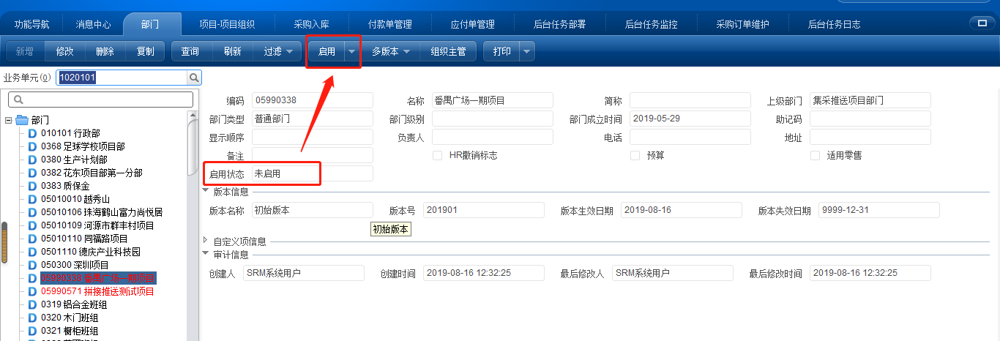 功能导航 消息中心 部门 项目-项目组织 采购入库 付款单管理 应付单管理 后台任务部署 后台任务监控 采购订单维护 后台任务日志
新增 修改 删除 复制 查询 刷新 过滤 启用 多版本 组织主管 打印
业务单元(0) 1020101
部门
010101 行政部
0368 足球学校项目部
0380 生产计划部
0382 花东项目部第一分部
0383 质保金
05010010 越秀山
05010106 珠海鹤山富力尚悦居
05010109 河源市群丰村项目
05010110 同福路项目
0501110 德庆产业科技园
050300 深圳项目
05990338 番禺广场一期项目
05990571 拼接推送测试项目
0319 铝合金班组
0320 木门班组
0321 橱柜班组
编码 05990338 名称 番禺广场一期项目 简称 上级部门 集采推送项目部门
部门类型 普通部门 部门级别 部门成立时间 2019-05-29 助记码
显示顺序 负责人 电话 地址
备注 HR撤销标志 预算 适用零售
启用状态 未启用
版本信息
版本名称 初始版本 版本号 201901 版本生效日期 2019-08-16 版本失效日期 9999-12-31
初始版本
自定义项信息
审计信息
创建人 SRM系统用户 创建时间 2019-08-16 12:32:25 最后修改人 SRM系统用户 最后修改时间 2019-08-16 12:32:25